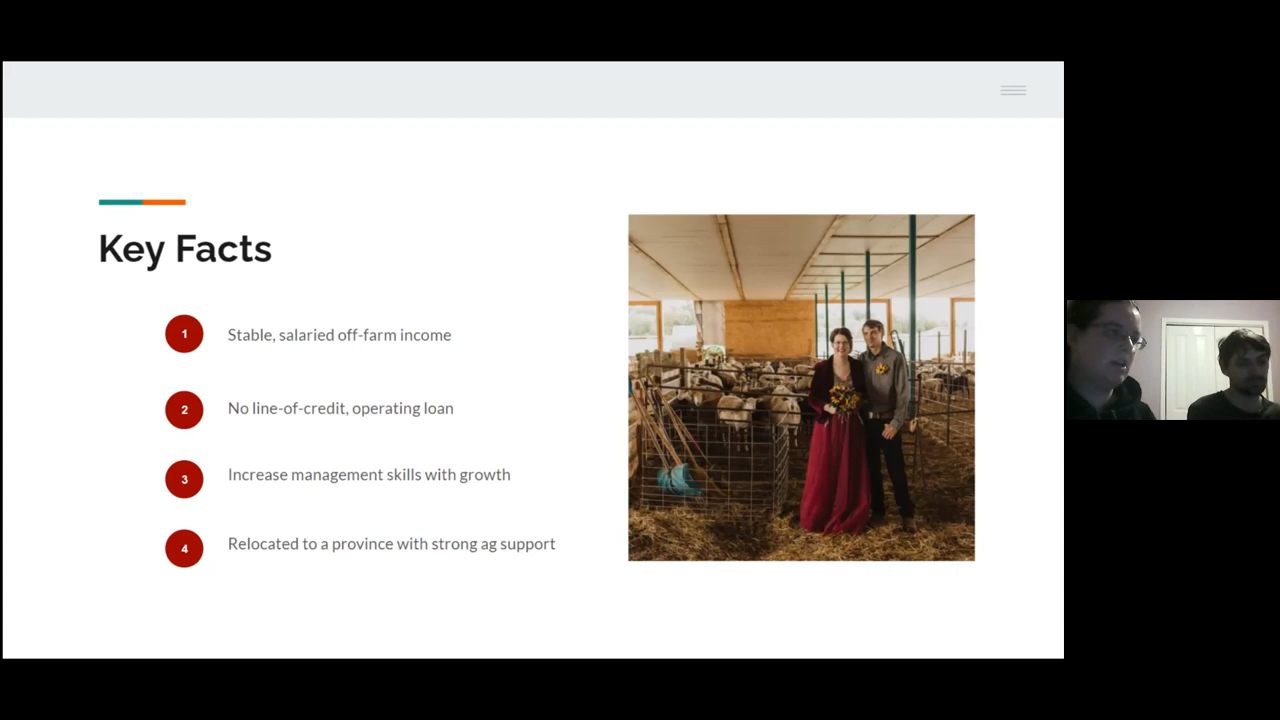 Key Facts
1
Stable, salaried off-farm income
2
No line-of-credit, operating loan
3
Increase management skills with growth
4
Relocated to a province with strong ag support